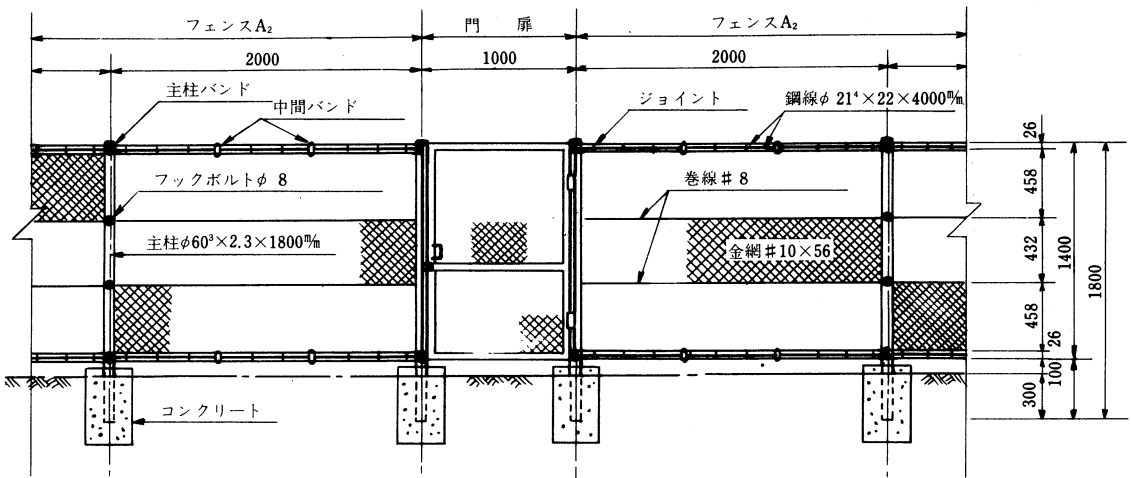 フェンスA₂
門 扉
フェンスA₂
2000
1000
2000
主柱バンド
中間バンド
ジョイント
鋼線φ 21⁴×22×4000㎜
フックボルトφ 8
巻線＃8
主柱φ60³×2.3×1800㎜
金網＃10×56
コンクリート
26
458
432
458
26
100
300
1400
1800